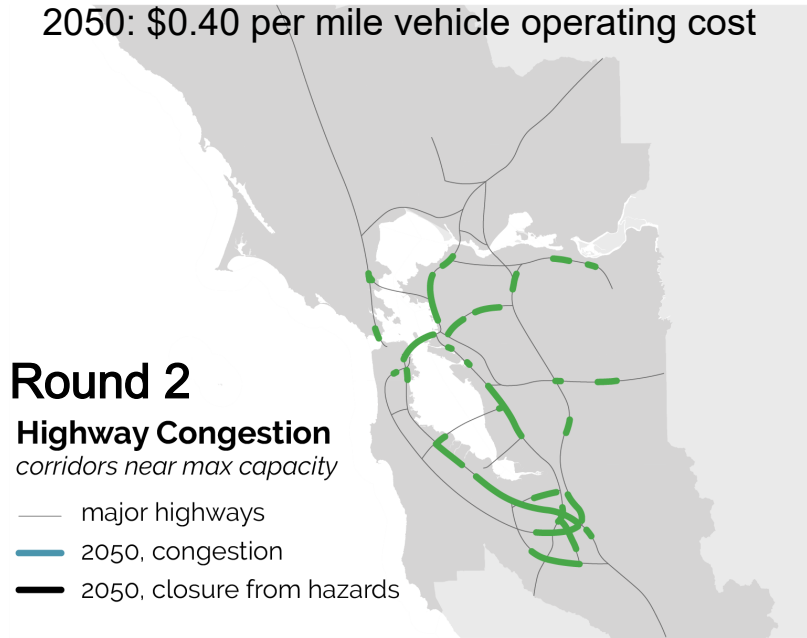 2050: $0.40 per mile vehicle operating cost
Round 2
Highway Congestion
corridors near max capacity
major highways
2050, congestion
2050, closure from hazards